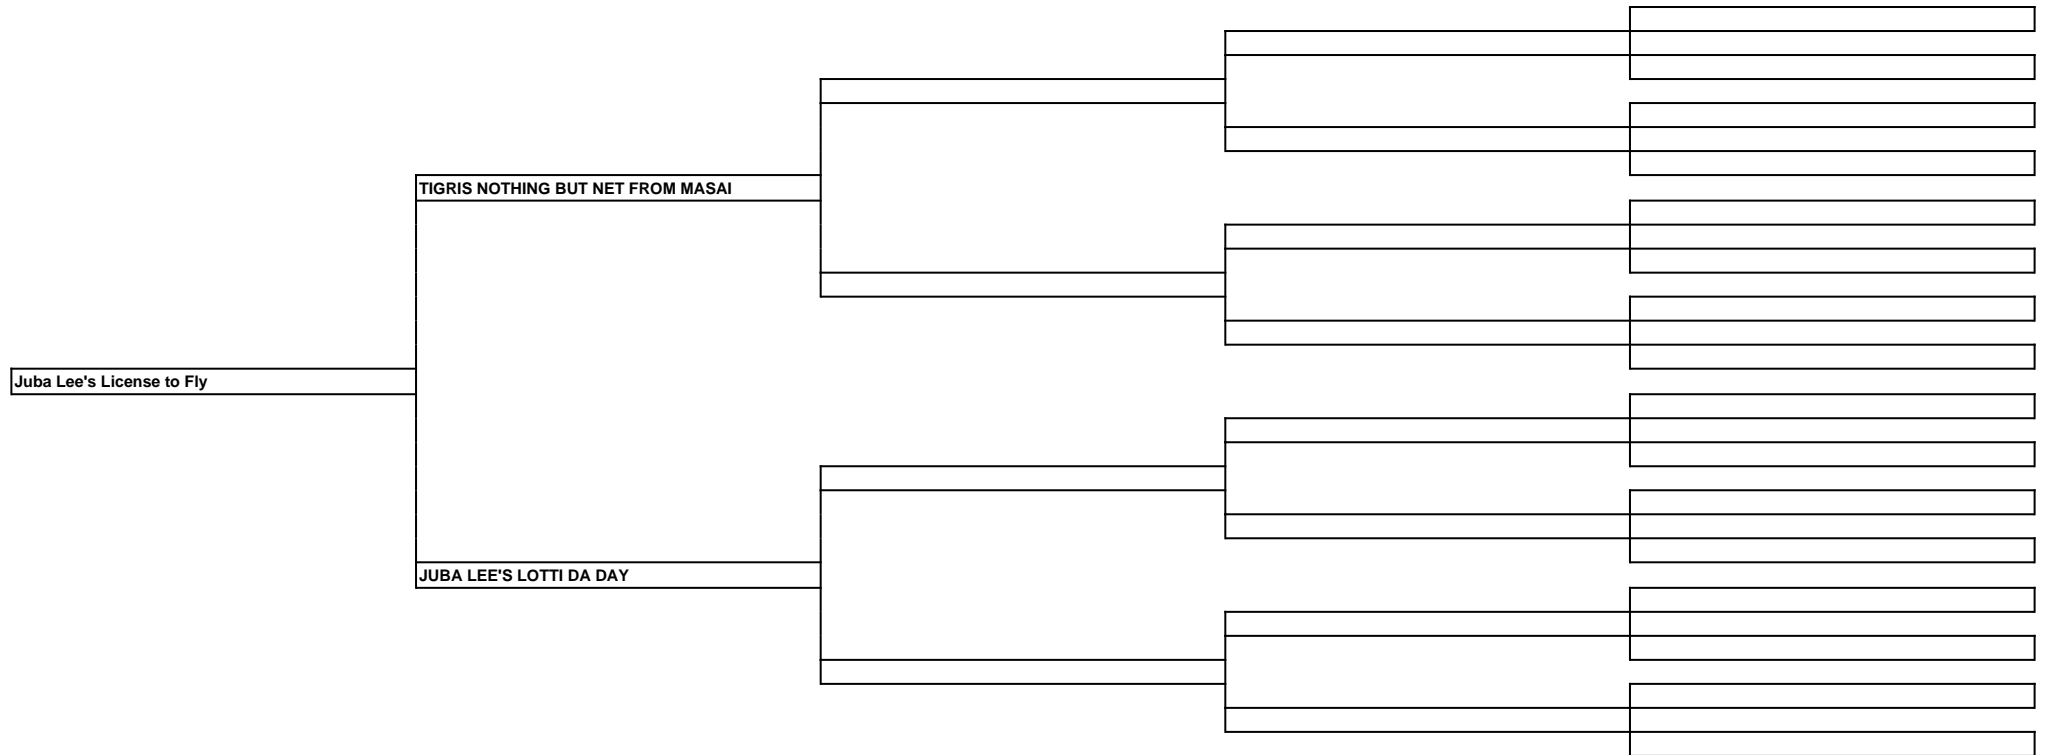 TIGRIS NOTHING BUT NET FROM MASAI
Juba Lee's License to Fly
JUBA LEE'S LOTTI DA DAY